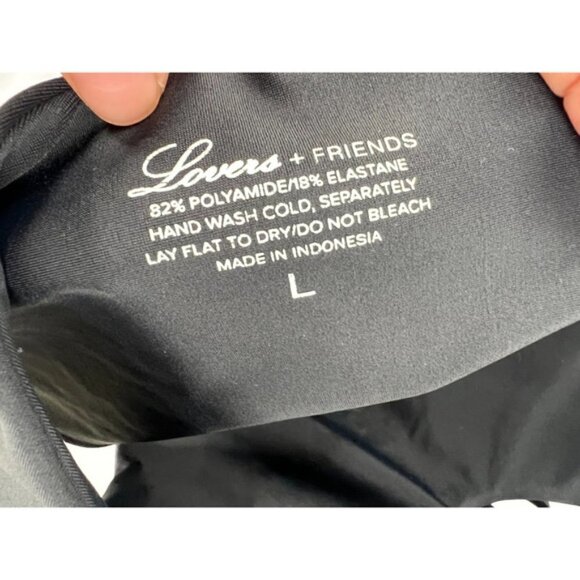 Lovers + FRIENDS
82% POLYAMIDE/18% ELASTANE
HAND WASH COLD, SEPARATELY
LAY FLAT TO DRY/DO NOT BLEACH
MADE IN INDONESIA
L